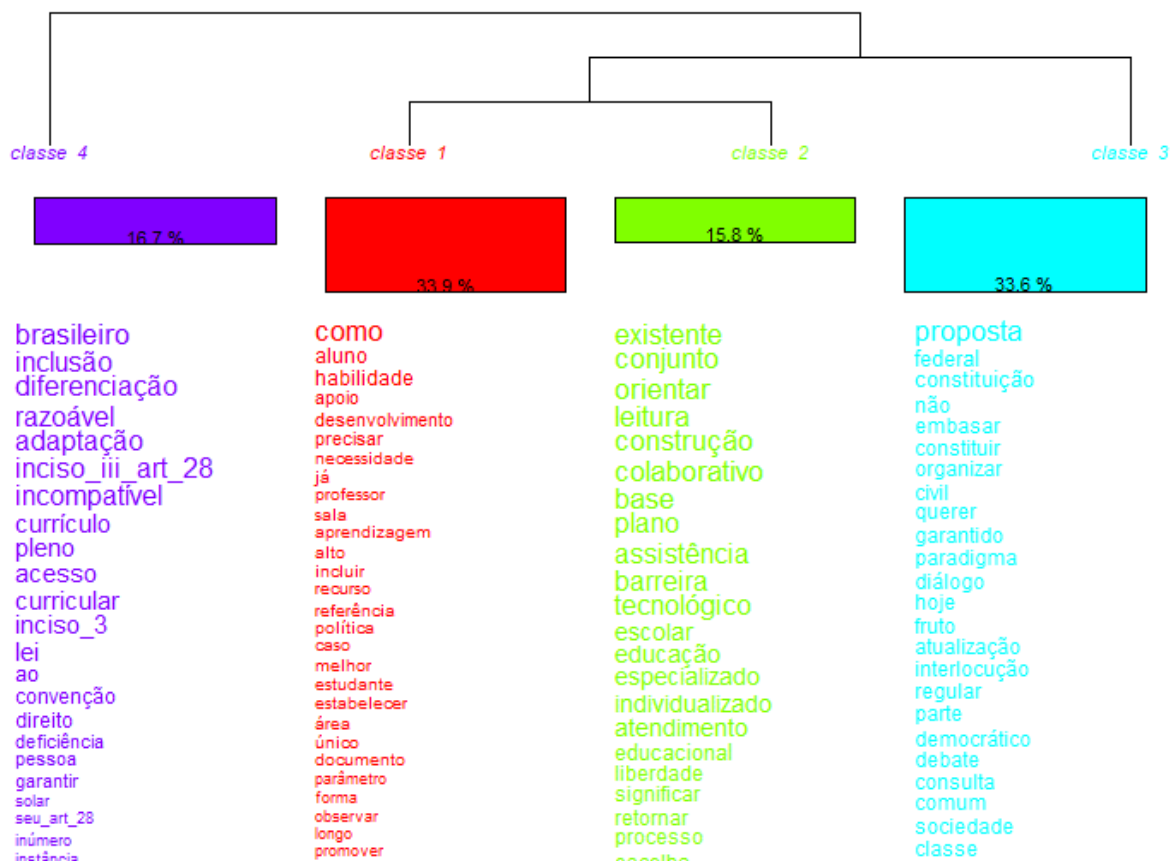 classe 4
classe 1
classe 2
classe 3
16.7 %
33.9 %
15.8 %
33.6 %
brasileiro
inclusão
diferenciação
razoável
adaptação
inciso_iii_art_28
incompatível
currículo
pleno
acesso
curricular
inciso_3
lei
ao
convenção
direito
deficiência
pessoa
garantir
solar
seu_art_28
inúmero
instância
como
aluno
habilidade
apoio
desenvolvimento
precisar
necessidade
já
professor
sala
aprendizagem
alto
incluir
recurso
referência
política
caso
melhor
estudante
estabelecer
área
único
documento
parâmetro
forma
observar
longo
promover
existente
conjunto
orientar
leitura
construção
colaborativo
base
plano
assistência
barreira
tecnológico
escolar
educação
especializado
individualizado
atendimento
educacional
liberdade
significar
retornar
processo
proposta
federal
constituição
não
embasar
constituir
organizar
civil
querer
garantido
paradigma
diálogo
hoje
fruto
atualização
interlocução
regular
parte
democrático
debate
consulta
comum
sociedade
classe